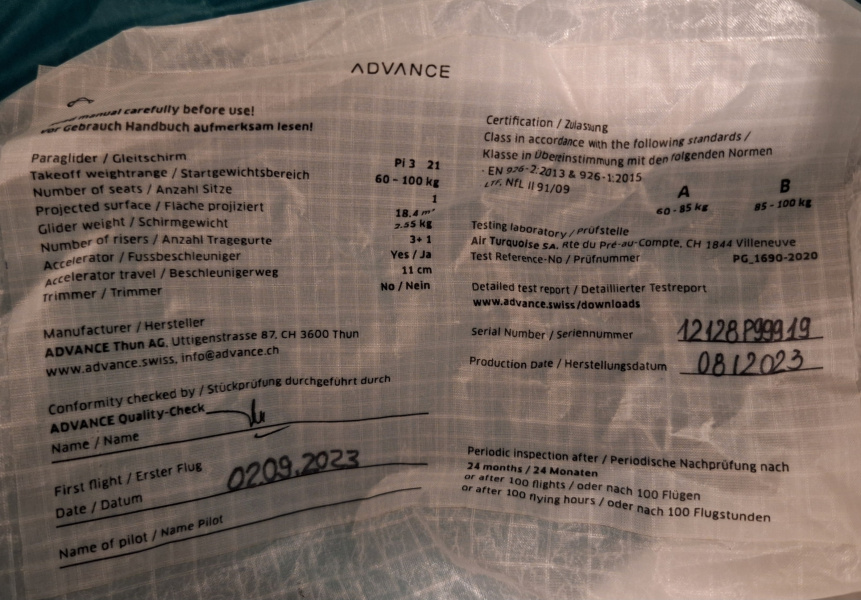 ADVANCE
manual carefully before use!
vor Gebrauch Handbuch aufmerksam lesen!
Paraglider / Gleitschirm Pi 3 21
Takeoff weightrange / Startgewichtsbereich 60 - 100 kg
Number of seats / Anzahl Sitze 1
Projected surface / Fläche projiziert 18.4 m²
Glider weight / Schirmgewicht 2.55 kg
Number of risers / Anzahl Tragegurte 3+1
Accelerator / Fussbeschleuniger Yes / Ja
Accelerator travel / Beschleunigerweg 11 cm
Trimmer / Trimmer No / Nein
Manufacturer / Hersteller
ADVANCE Thun AG, Uttigenstrasse 87, CH 3600 Thun
www.advance.swiss, info@advance.ch
Conformity checked by / Stückprüfung durchgeführt durch
ADVANCE Quality-Check
Name / Name
First flight / Erster Flug
Date / Datum 02.09.2023
Name of pilot / Name Pilot
Certification / Zulassung
Class in accordance with the following standards /
Klasse in Übereinstimmung mit den folgenden Normen
- EN 926-2:2013 & 926-1:2015
LTF, NfL II 91/09
A B
60 - 85 kg 85 - 100 kg
Testing laboratory / Prüfstelle
Air Turquoise SA, Rte du Pré-au-Compte, CH 1844 Villeneuve
Test Reference-No / Prüfnummer PG_1690-2020
Detailed test report / Detaillierter Testreport
www.advance.swiss/downloads
Serial Number / Seriennummer 12128P99919
Production Date / Herstellungsdatum 08/2023
Periodic inspection after / Periodische Nachprüfung nach
24 months / 24 Monaten
or after 100 flights / oder nach 100 Flügen
or after 100 flying hours / oder nach 100 Flugstunden